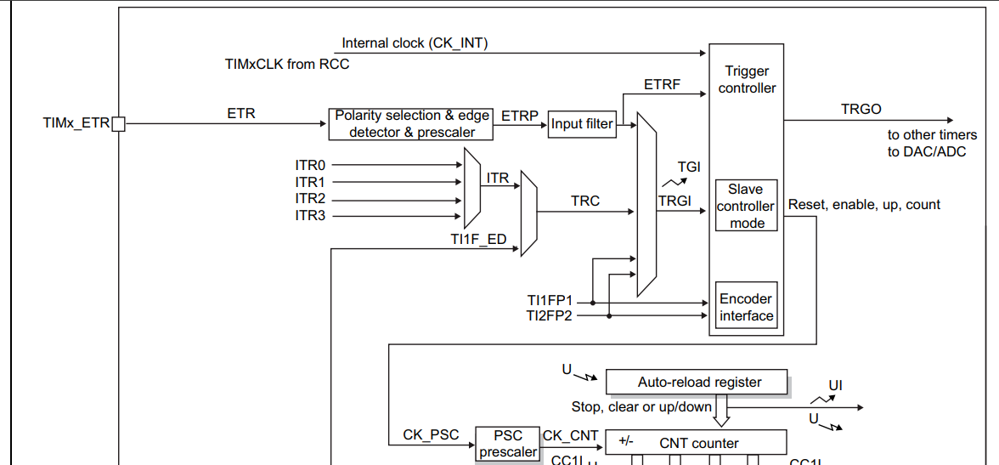 Internal clock (CK_INT)
TIMxCLK from RCC
Trigger
controller
ETRF
TIMx_ETR
ETR
Polarity selection & edge
detector & prescaler
ETRP
Input filter
TRGO
to other timers
to DAC/ADC
ITR0
ITR1
ITR2
ITR3
ITR
TI1F_ED
TRC
TGI
TRGI
Slave
controller
mode
Reset, enable, up, count
TI1FP1
TI2FP2
Encoder
interface
U
Auto-reload register
UI
Stop, clear or up/down
U
CK_PSC
PSC
prescaler
CK_CNT
+/-
CNT counter